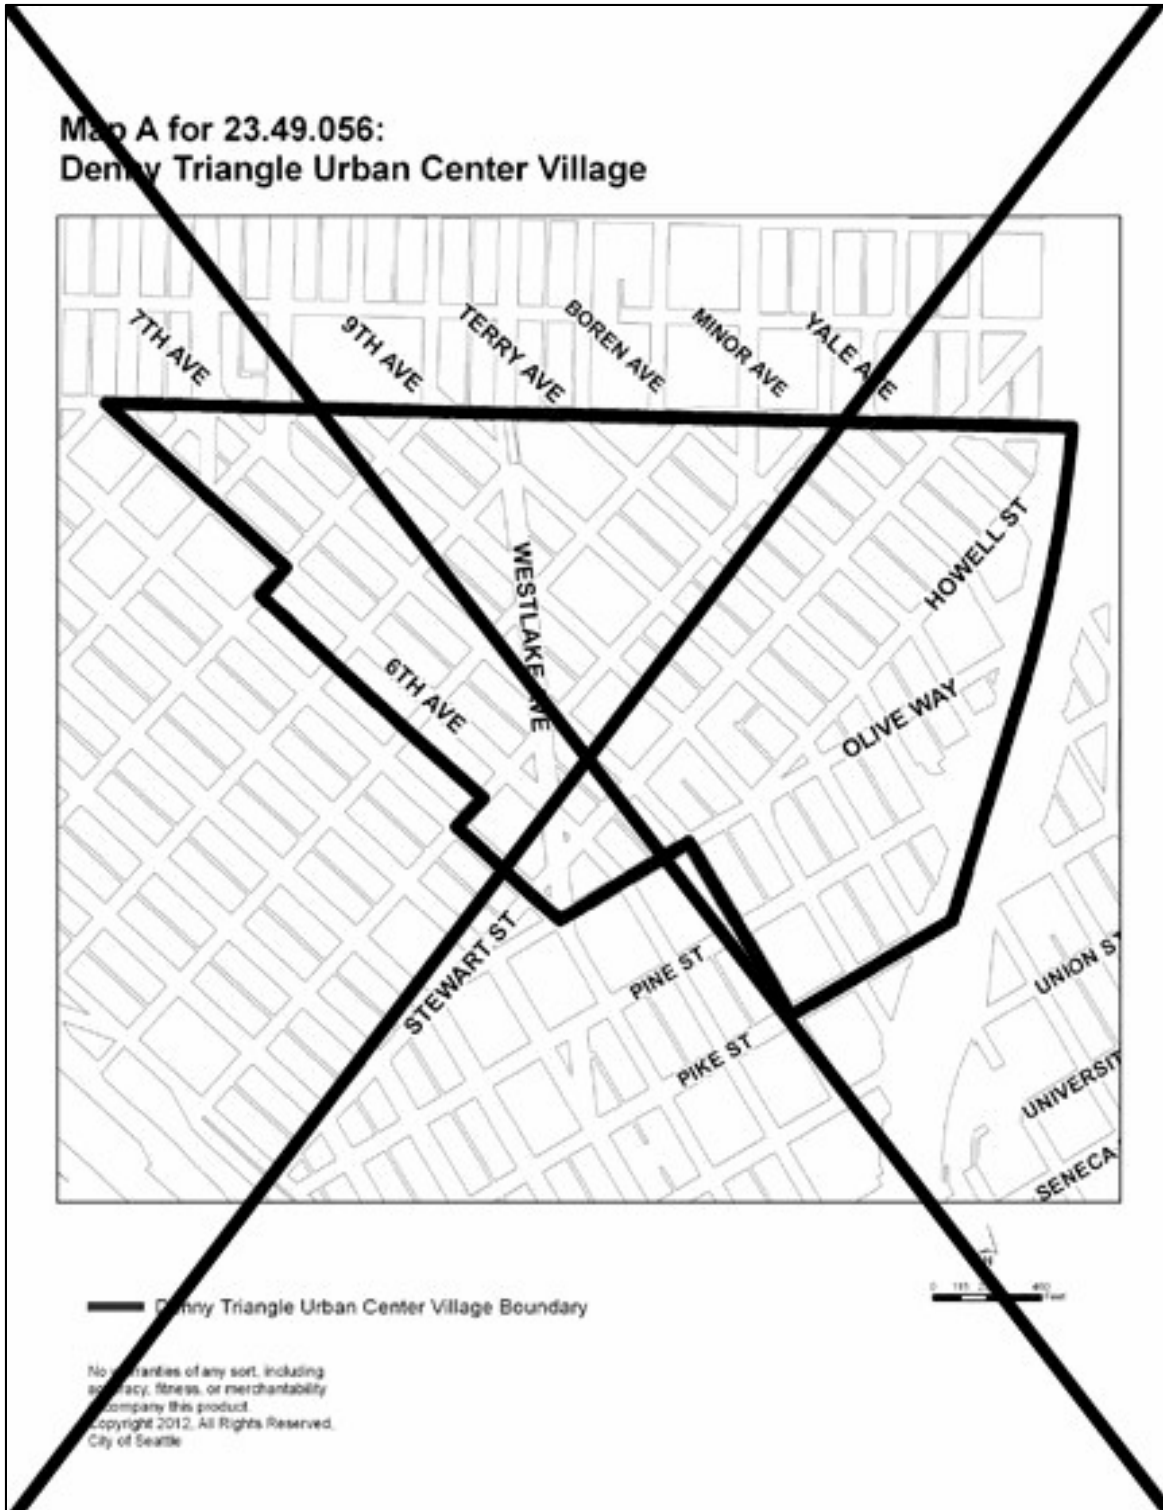 Map A for 23.49.056:
Denny Triangle Urban Center Village
7TH AVE
9TH AVE
TERRY AVE
BOREN AVE
MINOR AVE
YALE AVE
HOWELL ST
WESTLAKE AVE
6TH AVE
OLIVE WAY
STEWART ST
PINE ST
PIKE ST
UNION ST
UNIVERSIT
SENECA
0
460
Feet
Denny Triangle Urban Center Village Boundary
No warranties of any sort, including
accuracy, fitness, or merchantability
accompany this product.
Copyright 2012, All Rights Reserved,
City of Seattle